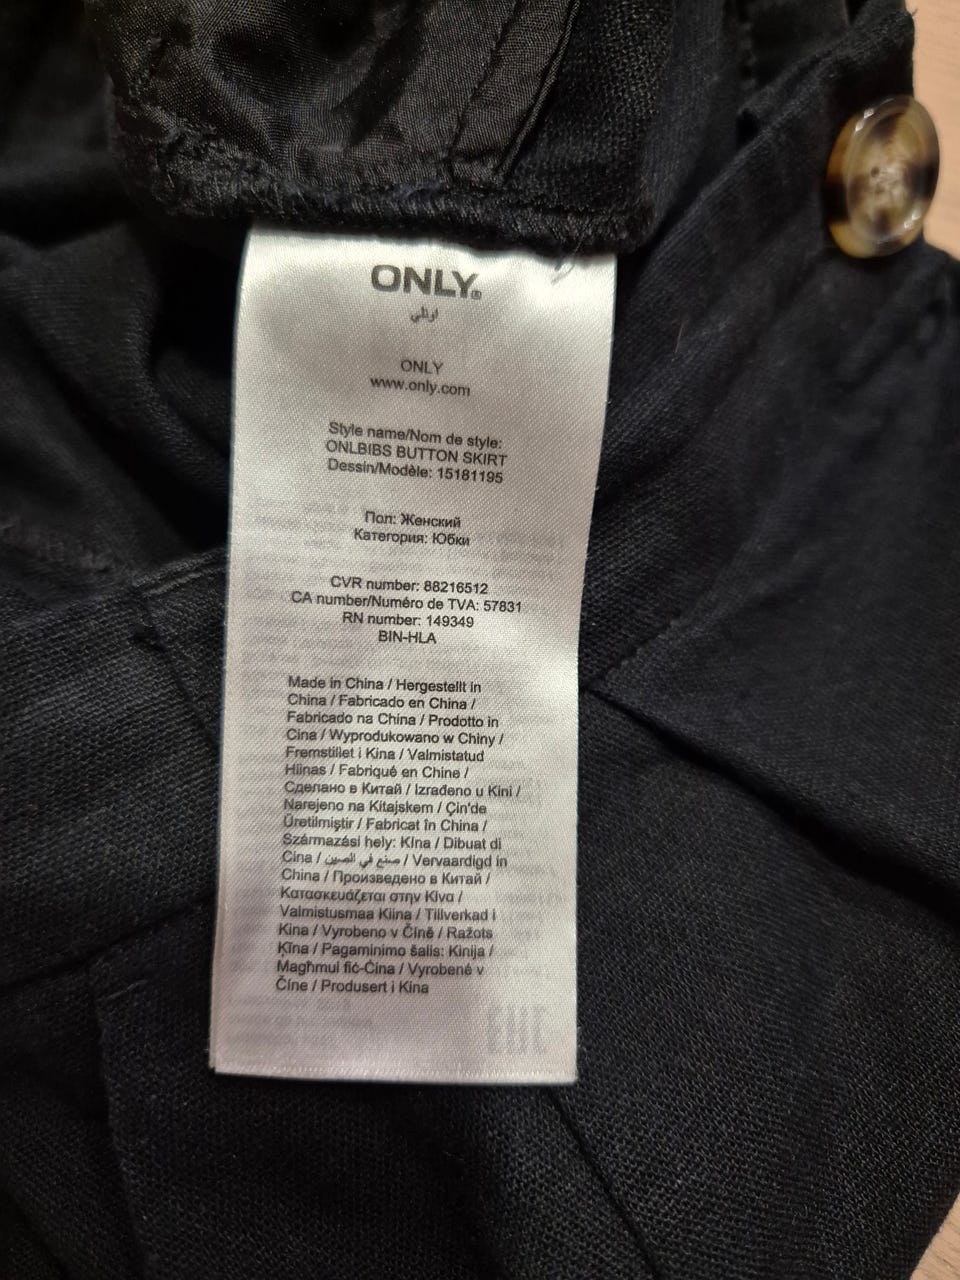 ONLY®
اونلي
ONLY
www.only.com
Style name/Nom de style:
ONLBIBS BUTTON SKIRT
Dessin/Modèle: 15181195
Пол: Женский
Категория: Юбки
CVR number: 88216512
CA number/Numéro de TVA: 57831
RN number: 149349
BIN-HLA
Made in China / Hergestellt in
China / Fabricado en China /
Fabricado na China / Prodotto in
Cina / Wyprodukowano w Chiny /
Fremstillet i Kina / Valmistatud
Hiinas / Fabriqué en Chine /
Сделано в Китай / Izrađeno u Kini /
Narejeno na Kitajskem / Çin'de
Üretilmiştir / Fabricat în China /
Származási hely: Kína / Dibuat di
Cina / صنع في الصين / Vervaardigd in
China / Произведено в Китай /
Κατασκευάζεται στην Κίνα /
Valmistusmaa Kiina / Tillverkad i
Kina / Vyrobeno v Číně / Ražots
Ķīna / Pagaminimo šalis: Kinija /
Magħmul fiċ-Ċina / Vyrobené v
Číne / Produsert i Kina